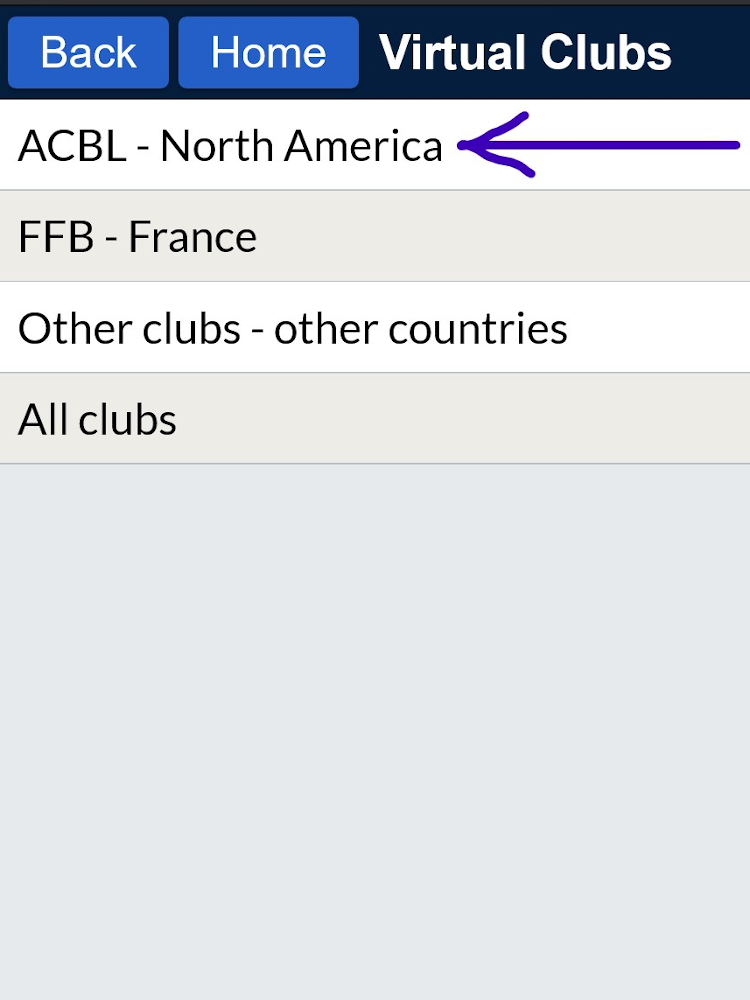 Back Home Virtual Clubs
ACBL - North America
FFB - France
Other clubs - other countries
All clubs